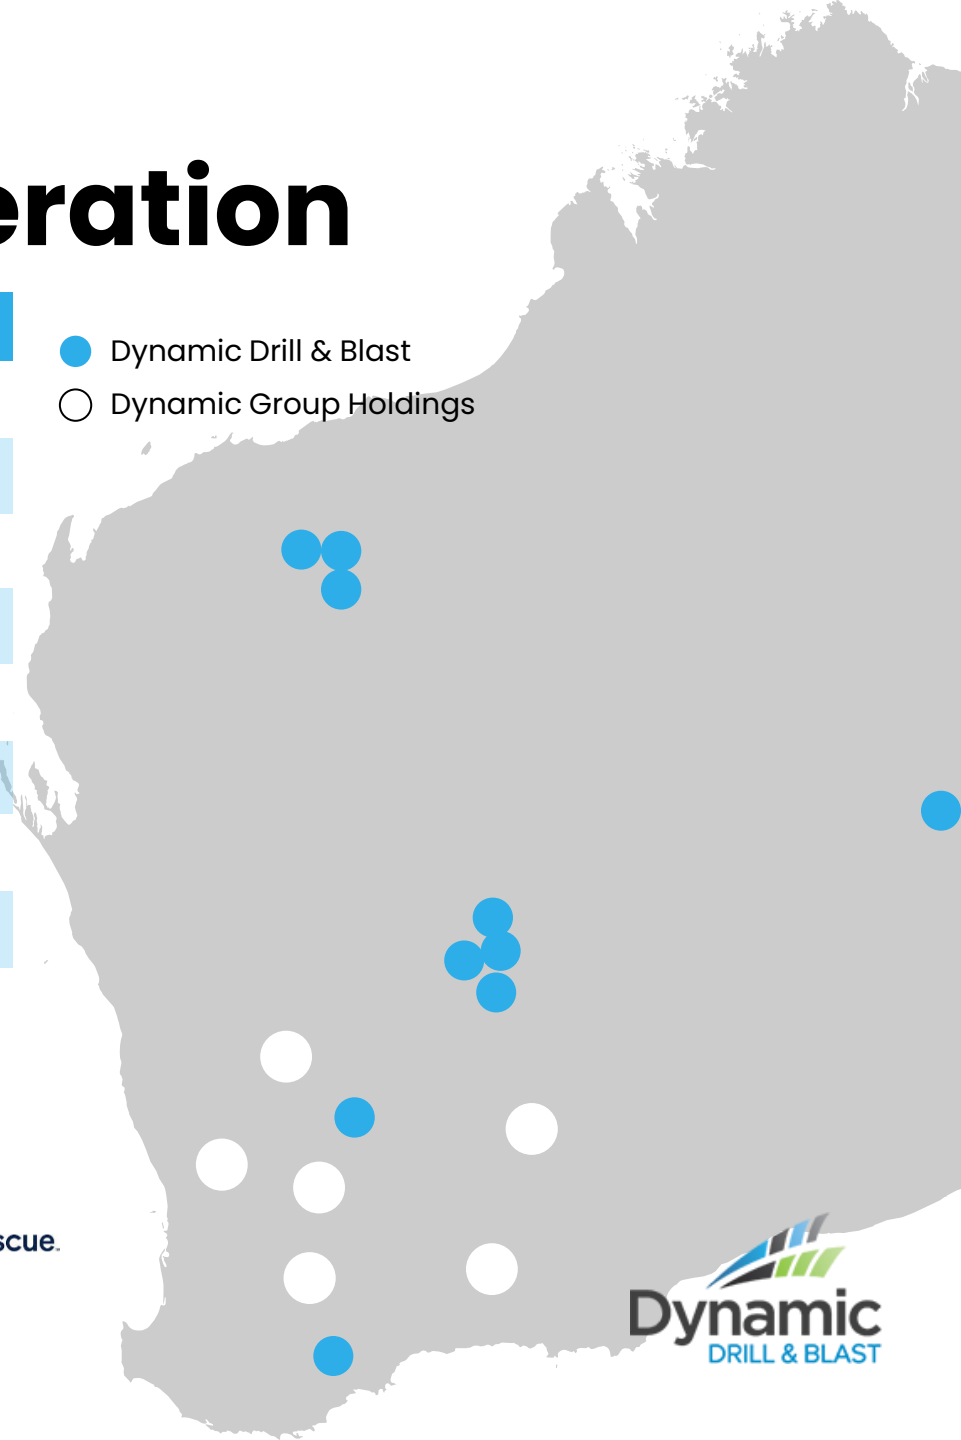 eration
Dynamic Drill & Blast
Dynamic Group Holdings
scue
Dynamic
DRILL & BLAST